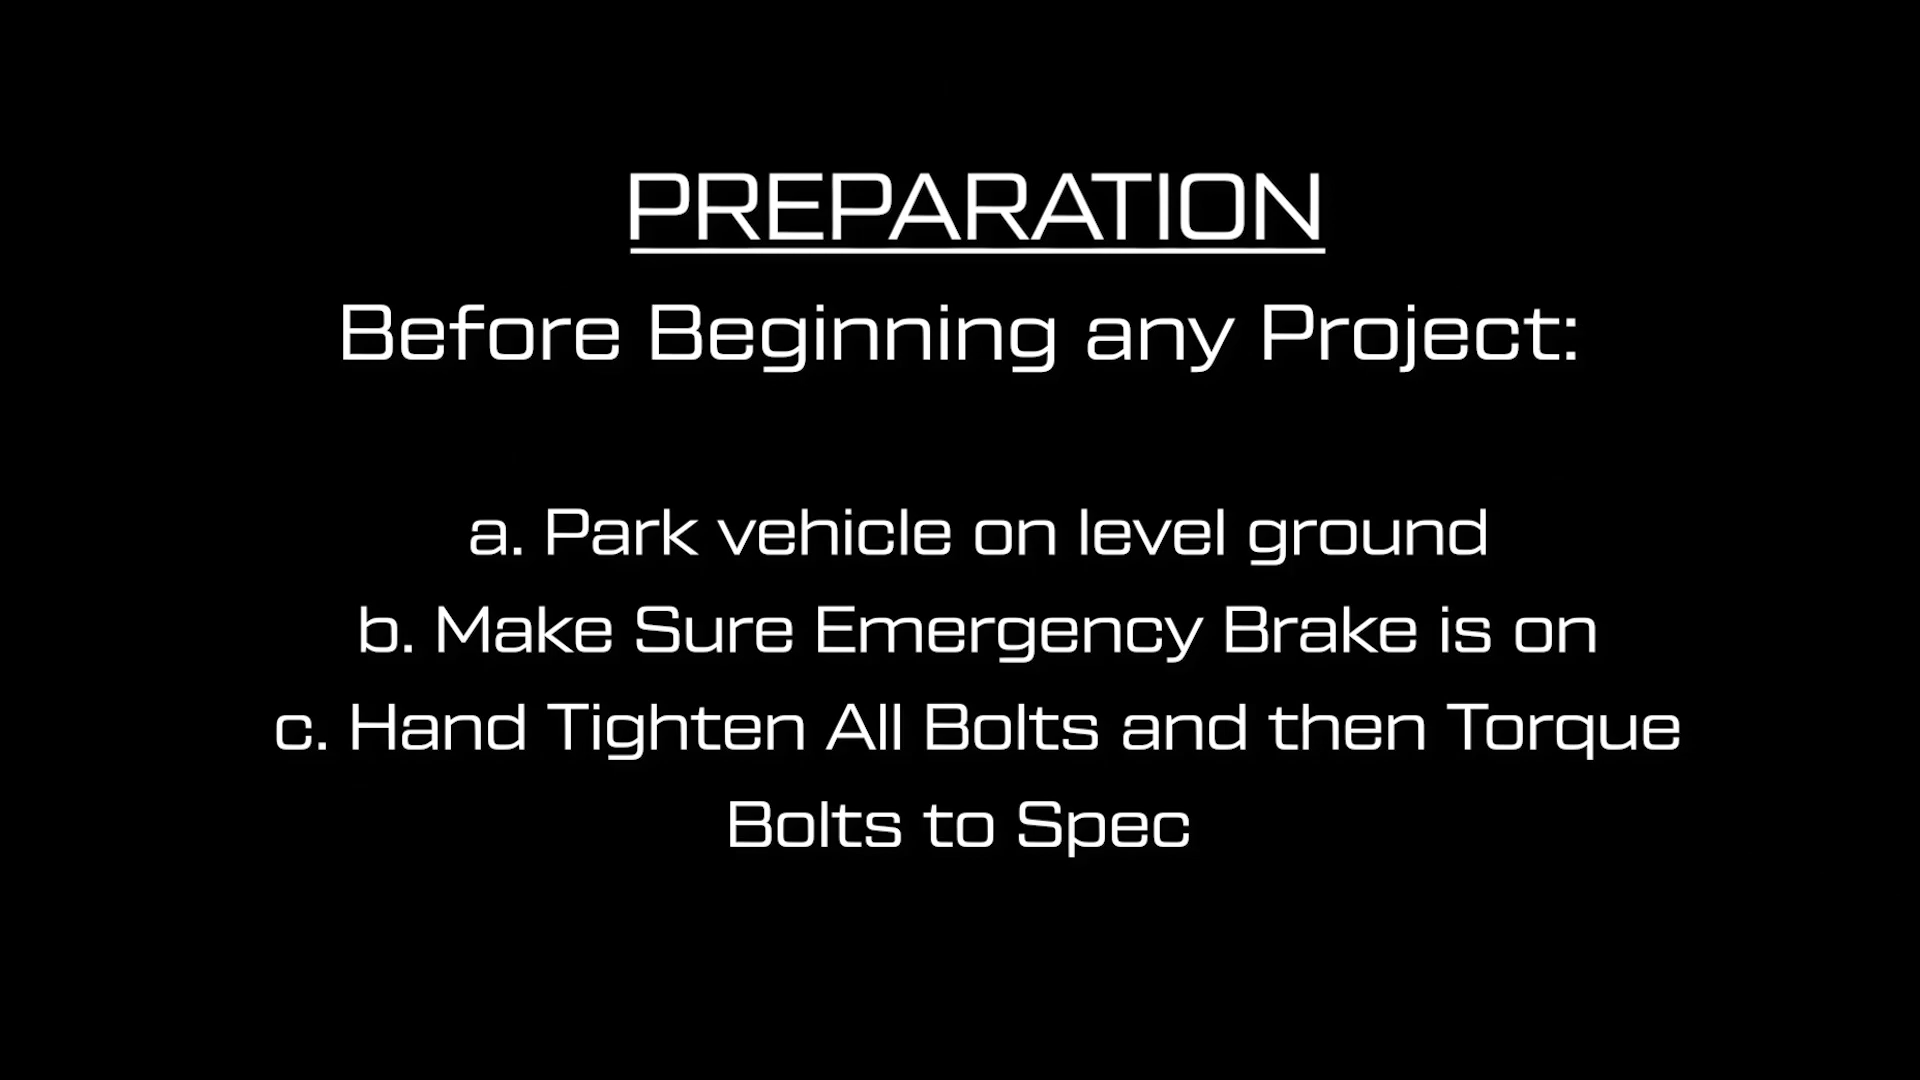 PREPARATION
Before Beginning any Project:
a. Park vehicle on level ground
b. Make Sure Emergency Brake is on
c. Hand Tighten All Bolts and then Torque
Bolts to Spec